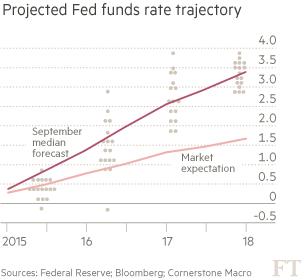 Projected Fed funds rate trajectory
4.0
3.5
3.0
2.5
2.0
1.5
1.0
0.5
0
-0.5
September
median
forecast
Market
expectation
2015 16 17 18
Sources: Federal Reserve; Bloomberg; Cornerstone Macro
FT